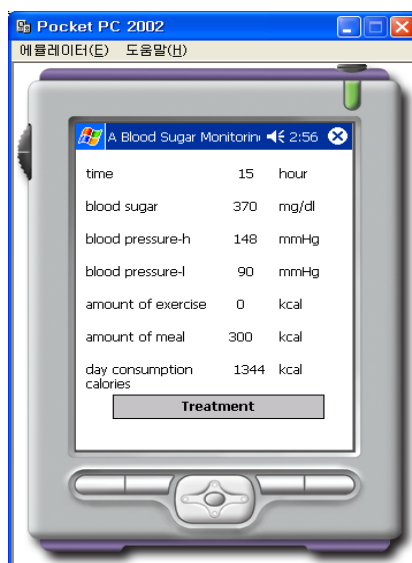 Pocket PC 2002
에뮬레이터(E) 도움말(H)
A Blood Sugar Monitorin 2:56
time 15 hour
blood sugar 370 mg/dl
blood pressure-h 148 mmHg
blood pressure-l 90 mmHg
amount of exercise 0 kcal
amount of meal 300 kcal
day consumption 1344 kcal
calories
Treatment